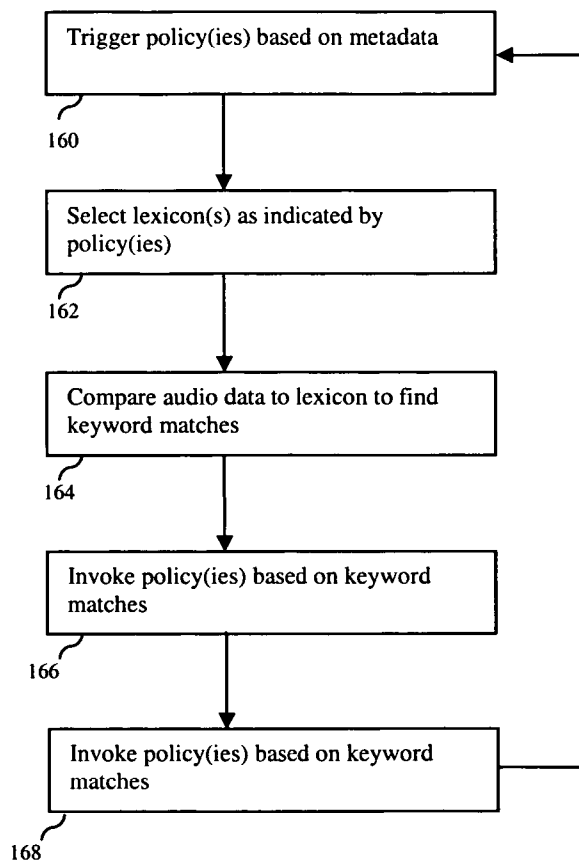 Trigger policy(ies) based on metadata
160
Select lexicon(s) as indicated by
policy(ies)
162
Compare audio data to lexicon to find
keyword matches
164
Invoke policy(ies) based on keyword
matches
166
Invoke policy(ies) based on keyword
matches
168